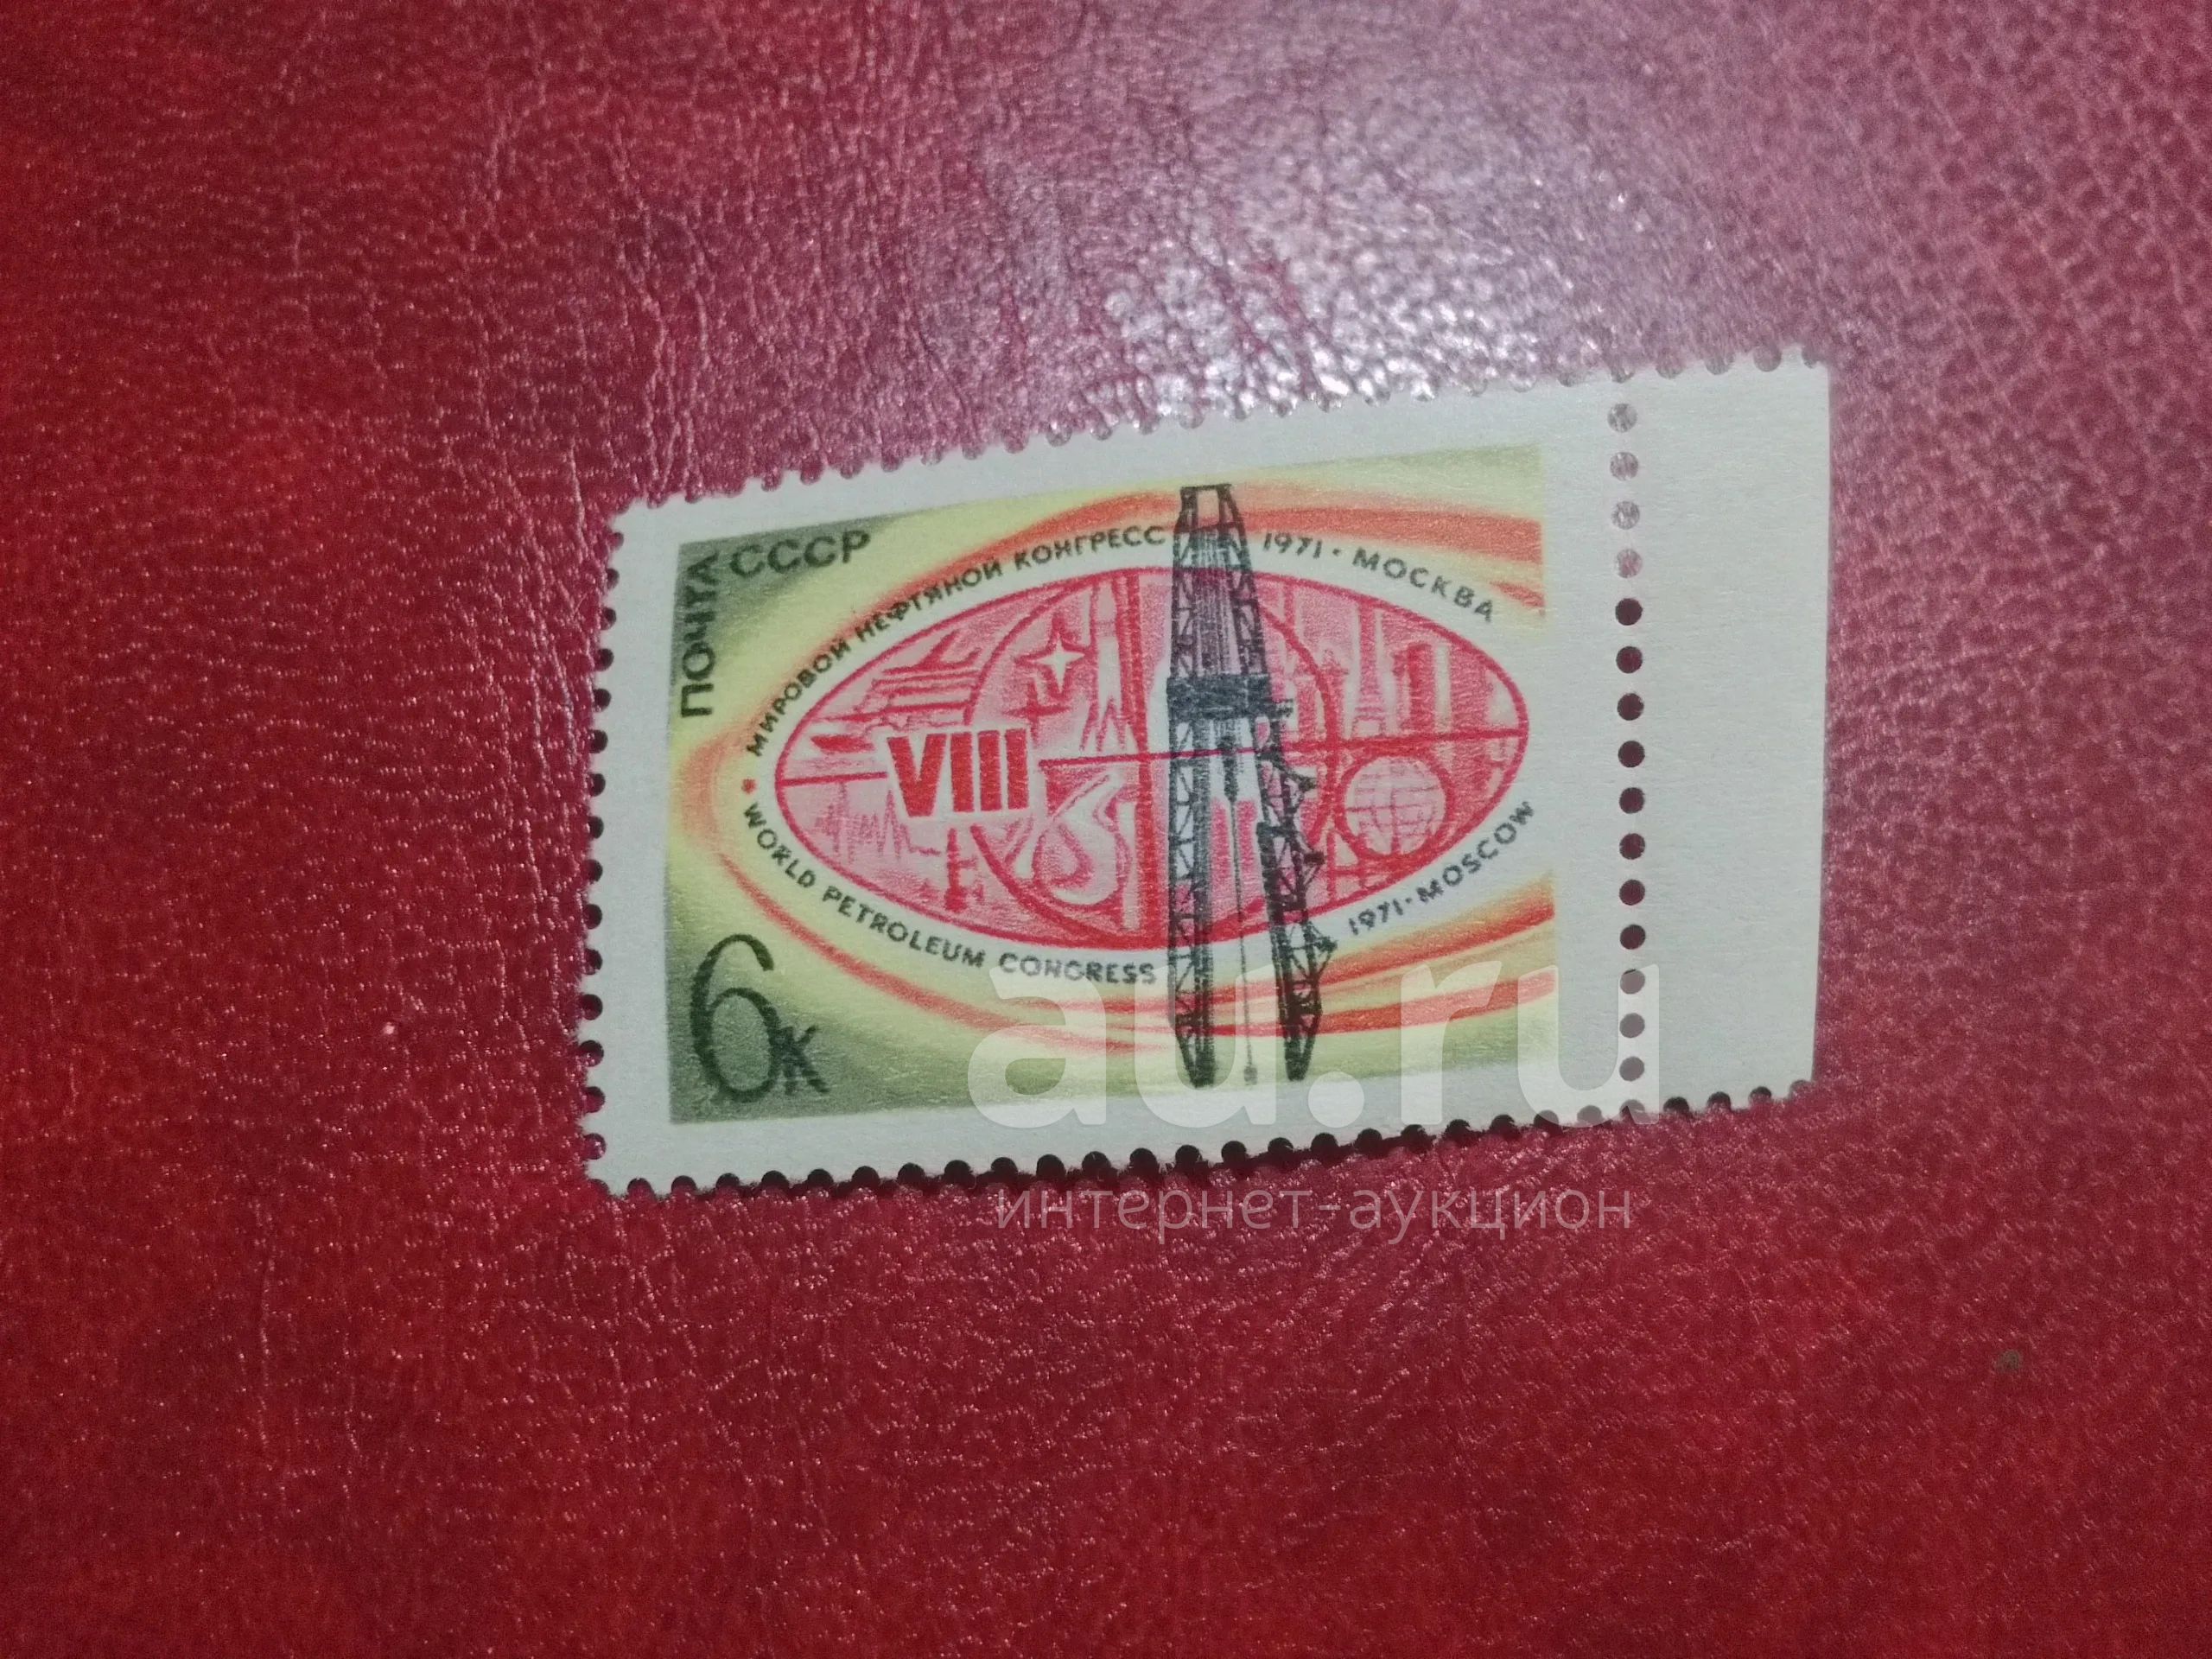 ПОЧТА СССР
МИРОВОЙ НЕФТЯНОЙ КОНГРЕСС 1971 · МОСКВА
VIII
WORLD PETROLEUM CONGRESS 1971 · MOSCOW
6к
au.ru
интернет-аукцион